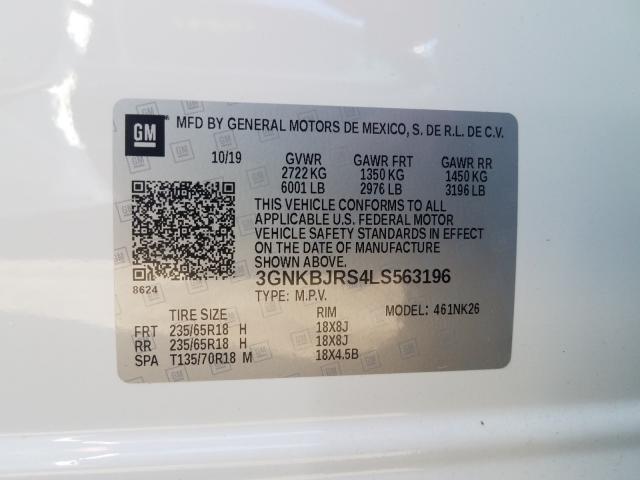 GM MFD BY GENERAL MOTORS DE MEXICO, S. DE R.L. DE C.V.
10/19 GVWR GAWR FRT GAWR RR
2722 KG 1350 KG 1450 KG
6001 LB 2976 LB 3196 LB
THIS VEHICLE CONFORMS TO ALL
APPLICABLE U.S. FEDERAL MOTOR
VEHICLE SAFETY STANDARDS IN EFFECT
ON THE DATE OF MANUFACTURE
SHOWN ABOVE.
8624
3GNKBJRS4LS563196
TYPE: M.P.V. MODEL: 461NK26
TIRE SIZE RIM
FRT 235/65R18 H 18X8J
RR 235/65R18 H 18X8J
SPA T135/70R18 M 18X4.5B